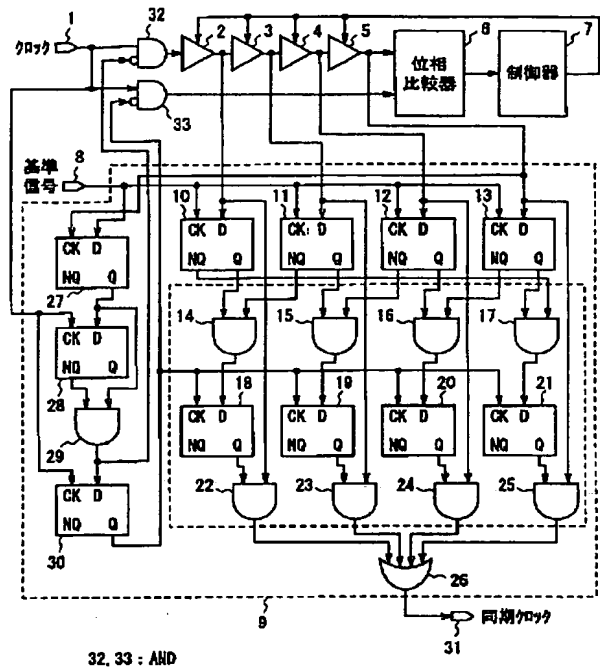 32
1
クロック
2
3
4
5
6
7
位相
比較器
制御器
33
基準
信号
8
10
11
12
13
CK D
CK D
CK D
CK D
CK D
NQ Q
NQ Q
NQ Q
NQ Q
NQ Q
27
14
15
16
17
CK D
NQ Q
28
18
19
20
21
CK D
CK D
CK D
CK D
NQ Q
NQ Q
NQ Q
NQ Q
29
22
23
24
25
CK D
NQ Q
30
26
9
31
同期クロック
32, 33 : AND